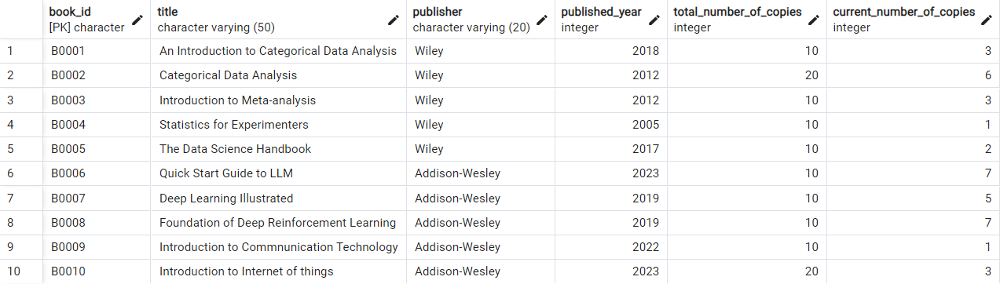 book_id title publisher published_year total_number_of_copies current_number_of_copies
[PK] character character varying (50) character varying (20) integer integer integer
1 B0001 An Introduction to Categorical Data Analysis Wiley 2018 10 3
2 B0002 Categorical Data Analysis Wiley 2012 20 6
3 B0003 Introduction to Meta-analysis Wiley 2012 10 3
4 B0004 Statistics for Experimenters Wiley 2005 10 1
5 B0005 The Data Science Handbook Wiley 2017 10 2
6 B0006 Quick Start Guide to LLM Addison-Wesley 2023 10 7
7 B0007 Deep Learning Illustrated Addison-Wesley 2019 10 5
8 B0008 Foundation of Deep Reinforcement Learning Addison-Wesley 2019 10 7
9 B0009 Introduction to Commnunication Technology Addison-Wesley 2022 10 1
10 B0010 Introduction to Internet of things Addison-Wesley 2023 20 3